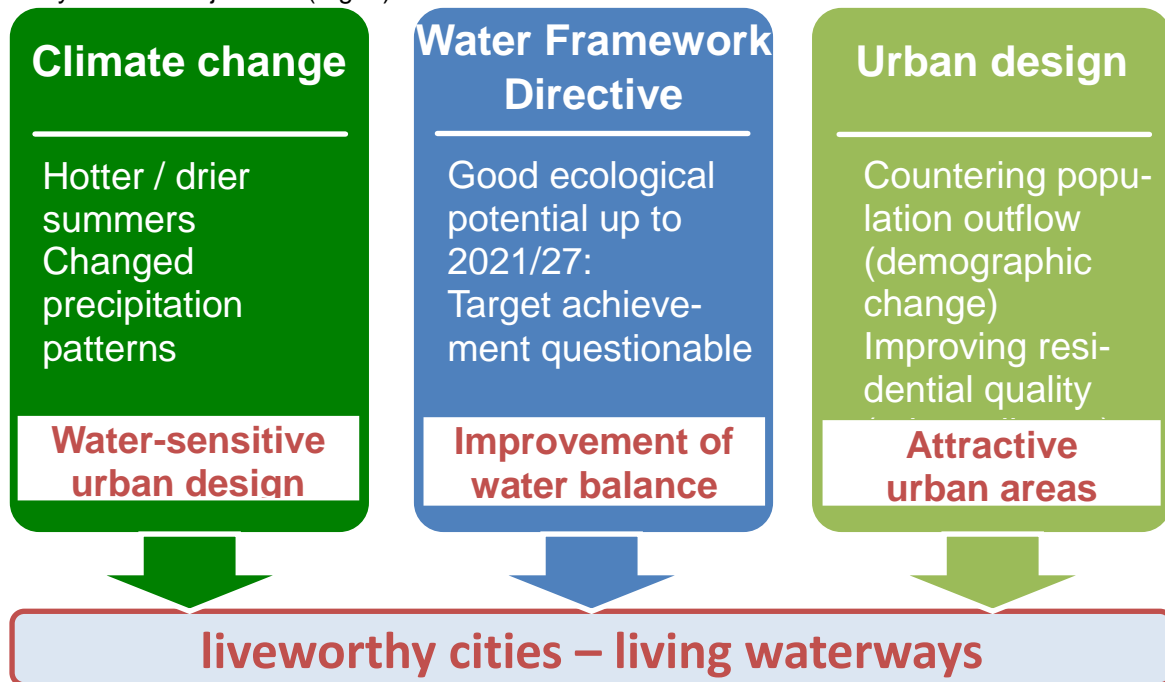 Climate change
Hotter / drier
summers
Changed
precipitation
patterns
Water-sensitive
urban design
Water Framework
Directive
Good ecological
potential up to
2021/27:
Target achieve-
ment questionable
Improvement of
water balance
Urban design
Countering popu-
lation outflow
(demographic
change)
Improving resi-
dential quality
Attractive
urban areas
liveworthy cities – living waterways